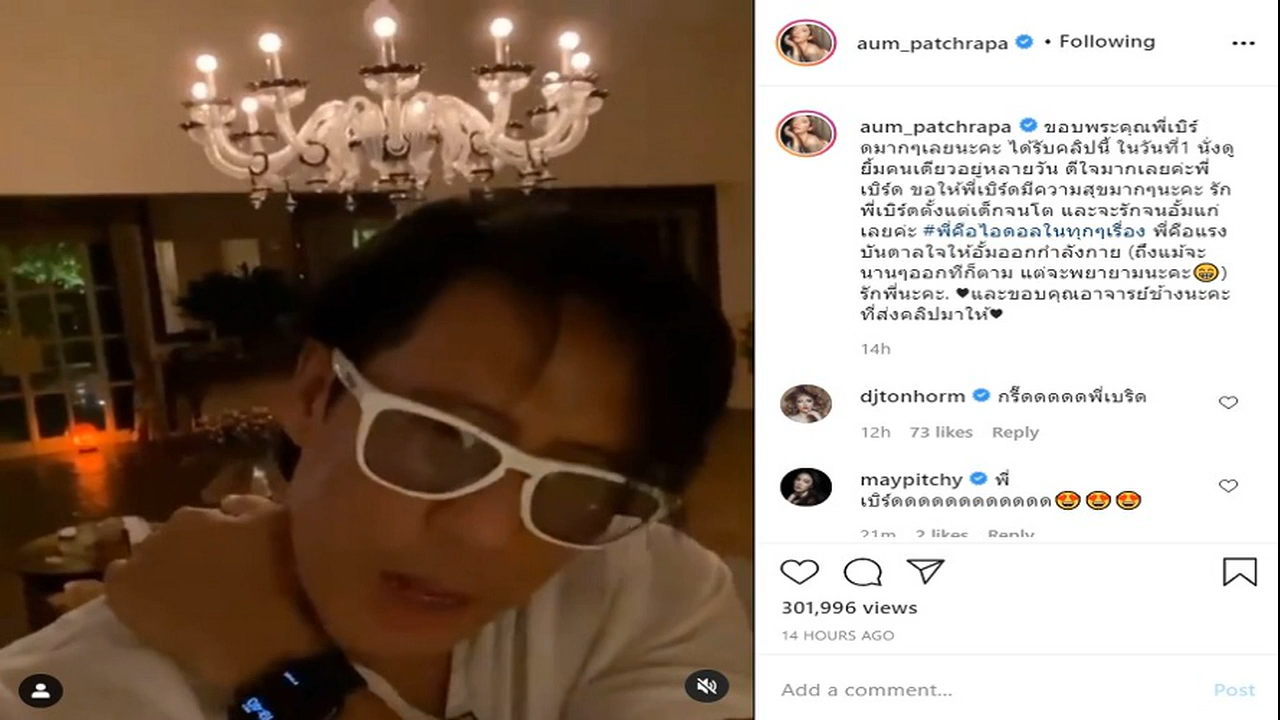 aum_patchrapa • Following
aum_patchrapa ขอบพระคุณพี่เบิร์
ดมากๆเลยนะคะ ได้รับคลิปนี้ ในวันที่1 นั่งดู
ยิ้มคนเดียวอยู่หลายวัน ดีใจมากเลยค่ะพี่
เบิร์ด ขอให้พี่เบิร์ดมีความสุขมากๆนะคะ รัก
พี่เบิร์ดตั้งแต่เด็กจนโต และจะรักจนอั้มแก่
เลยค่ะ #พี่คือไอดอลในทุกๆเรื่อง พี่คือแรง
บันดาลใจให้อั้มออกกำลังกาย (ถึงแม้จะ
นานๆออกทีก็ตาม แต่จะพยายามนะคะ😁)
รักพี่นะคะ. ❤และขอบคุณอาจารย์ช้างนะคะ
ที่ส่งคลิปมาให้❤
14h
djtonhorm กรี๊ดดดดดพี่เบริด
12h 73 likes Reply
maypitchy พี่
เบิร์ดดดดดดดดดดดด🤩🤩🤩
21m 2 likes Reply
301,996 views
14 HOURS AGO
Add a comment... Post